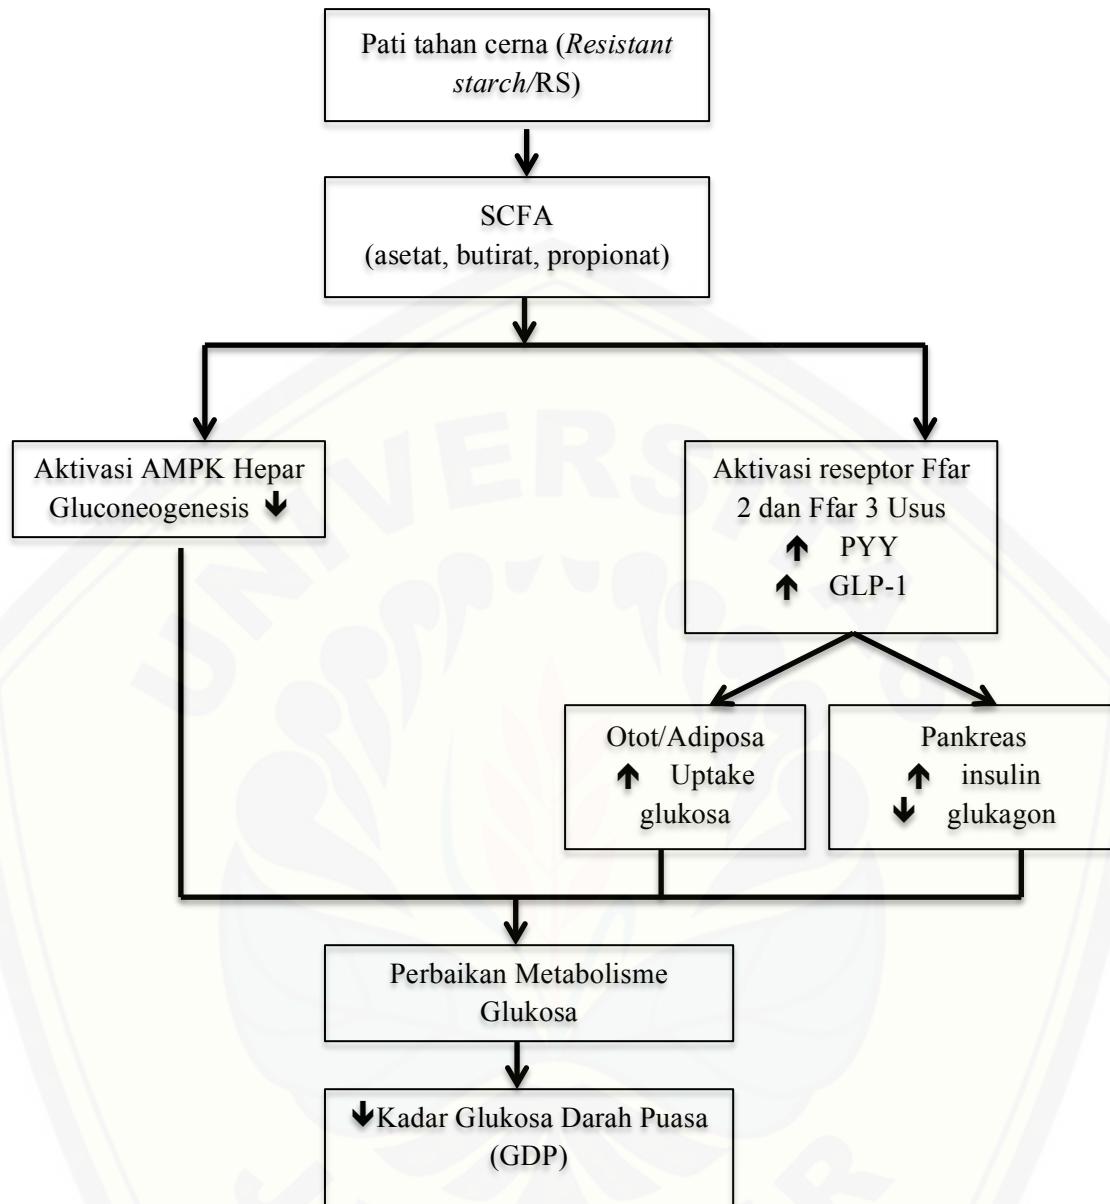 Pati tahan cerna (Resistant
starch/RS)
SCFA
(asetat, butirat, propionat)
Aktivasi AMPK Hepar
Gluconeogenesis ↓
Aktivasi reseptor Ffar
2 dan Ffar 3 Usus
↑ PYY
↑ GLP-1
Otot/Adiposa
↑ Uptake
glukosa
Pankreas
↑ insulin
↓ glukagon
Perbaikan Metabolisme
Glukosa
↓Kadar Glukosa Darah Puasa
(GDP)